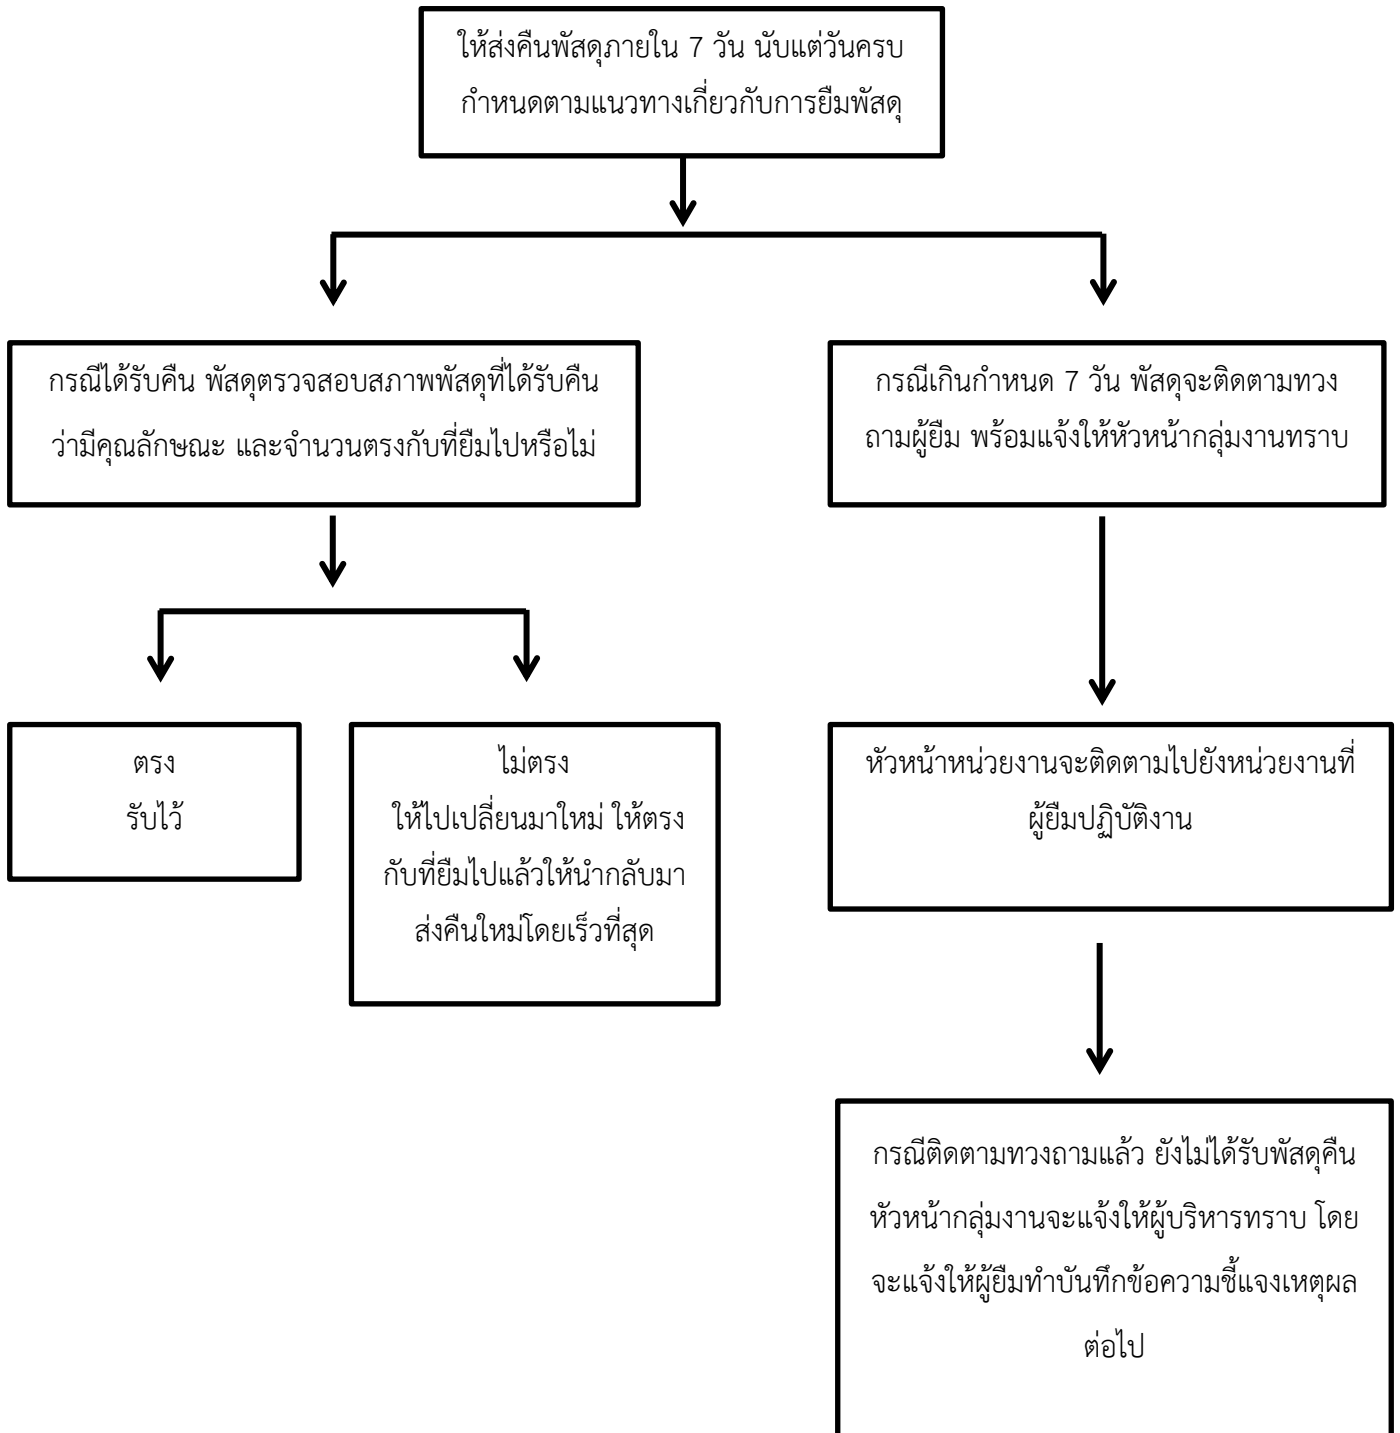 ให้ส่งคืนพัสดุภายใน 7 วัน นับแต่วันครบ
กำหนดตามแนวทางเกี่ยวกับการยืมพัสดุ
กรณีได้รับคืน พัสดุตรวจสอบสภาพพัสดุที่ได้รับคืน
ว่ามีคุณลักษณะ และจำนวนตรงกับที่ยืมไปหรือไม่
กรณีเกินกำหนด 7 วัน พัสดุจะติดตามทวง
ถามผู้ยืม พร้อมแจ้งให้หัวหน้ากลุ่มงานทราบ
ตรง
รับไว้
ไม่ตรง
ให้ไปเปลี่ยนมาใหม่ ให้ตรง
กับที่ยืมไปแล้วให้นำกลับมา
ส่งคืนใหม่โดยเร็วที่สุด
หัวหน้าหน่วยงานจะติดตามไปยังหน่วยงานที่
ผู้ยืมปฏิบัติงาน
กรณีติดตามทวงถามแล้ว ยังไม่ได้รับพัสดุคืน
หัวหน้ากลุ่มงานจะแจ้งให้ผู้บริหารทราบ โดย
จะแจ้งให้ผู้ยืมทำบันทึกข้อความชี้แจงเหตุผล
ต่อไป